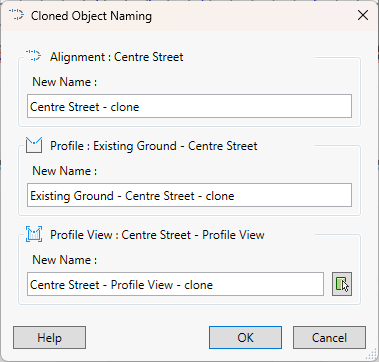 Cloned Object Naming
Alignment : Centre Street
New Name :
Centre Street - clone
Profile : Existing Ground - Centre Street
New Name :
Existing Ground - Centre Street - clone
Profile View : Centre Street - Profile View
New Name :
Centre Street - Profile View - clone
Help OK Cancel